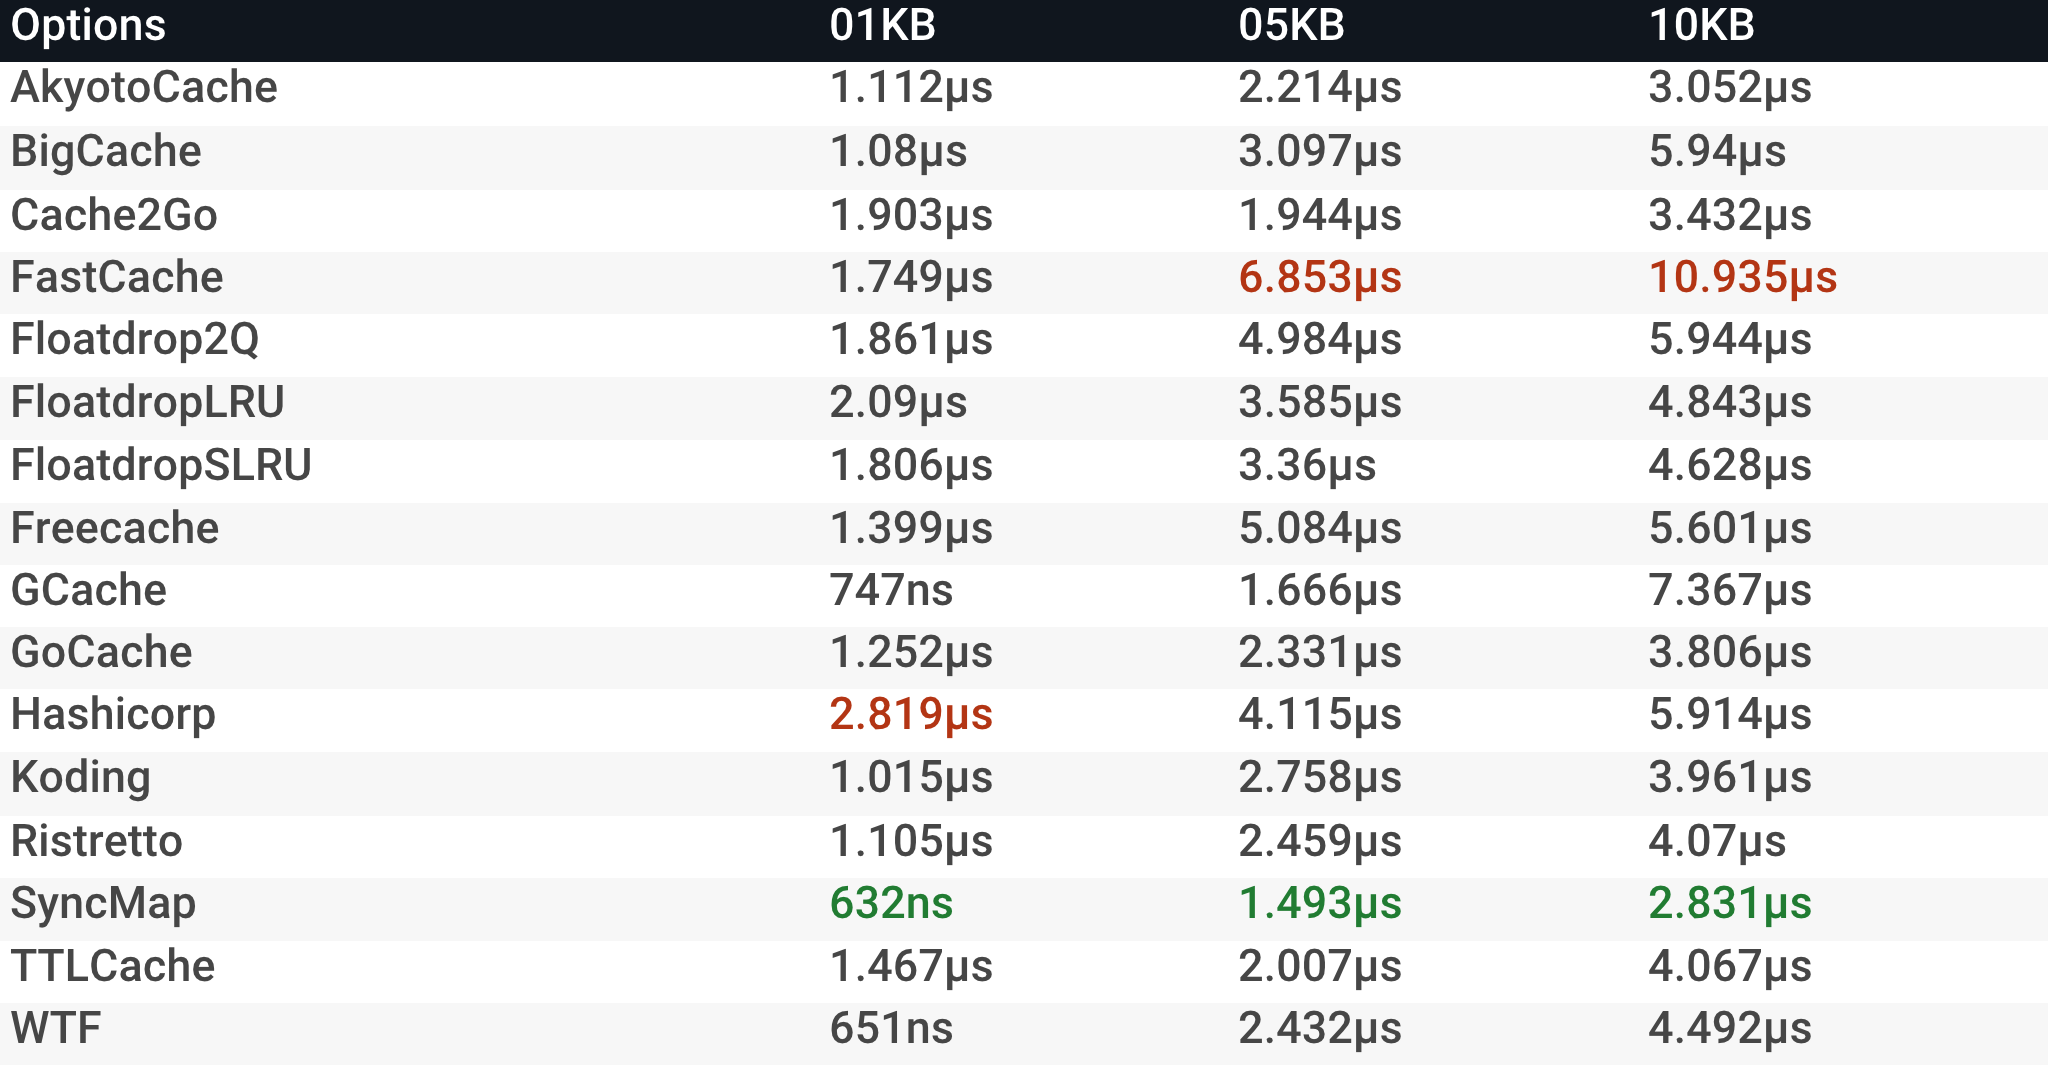 Options 01KB 05KB 10KB
AkyotoCache 1.112µs 2.214µs 3.052µs
BigCache 1.08µs 3.097µs 5.94µs
Cache2Go 1.903µs 1.944µs 3.432µs
FastCache 1.749µs 6.853µs 10.935µs
Floatdrop2Q 1.861µs 4.984µs 5.944µs
FloatdropLRU 2.09µs 3.585µs 4.843µs
FloatdropSLRU 1.806µs 3.36µs 4.628µs
Freecache 1.399µs 5.084µs 5.601µs
GCache 747ns 1.666µs 7.367µs
GoCache 1.252µs 2.331µs 3.806µs
Hashicorp 2.819µs 4.115µs 5.914µs
Koding 1.015µs 2.758µs 3.961µs
Ristretto 1.105µs 2.459µs 4.07µs
SyncMap 632ns 1.493µs 2.831µs
TTLCache 1.467µs 2.007µs 4.067µs
WTF 651ns 2.432µs 4.492µs